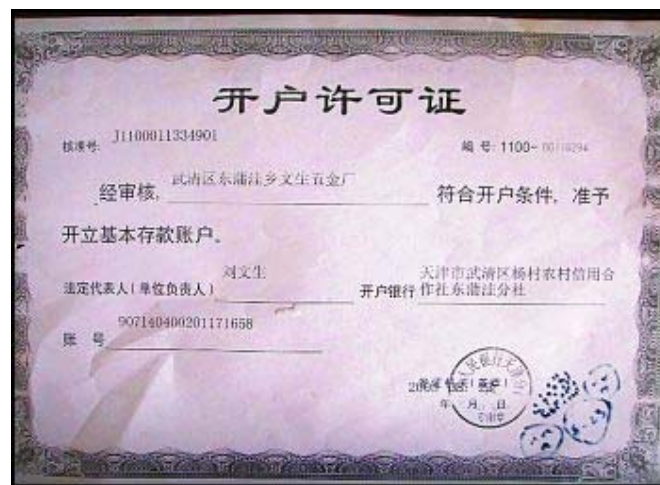 开户许可证
核准号: J1100011334901
编 号: 1100-
经审核, 武清区东蒲洼乡文生五金厂 符合开户条件, 准予
开立基本存款账户。
法定代表人(单位负责人) 刘文生
开户银行 天津市武清区杨村农村信用合
作社东蒲洼分社
账 号 907140400201171658
年 月 日